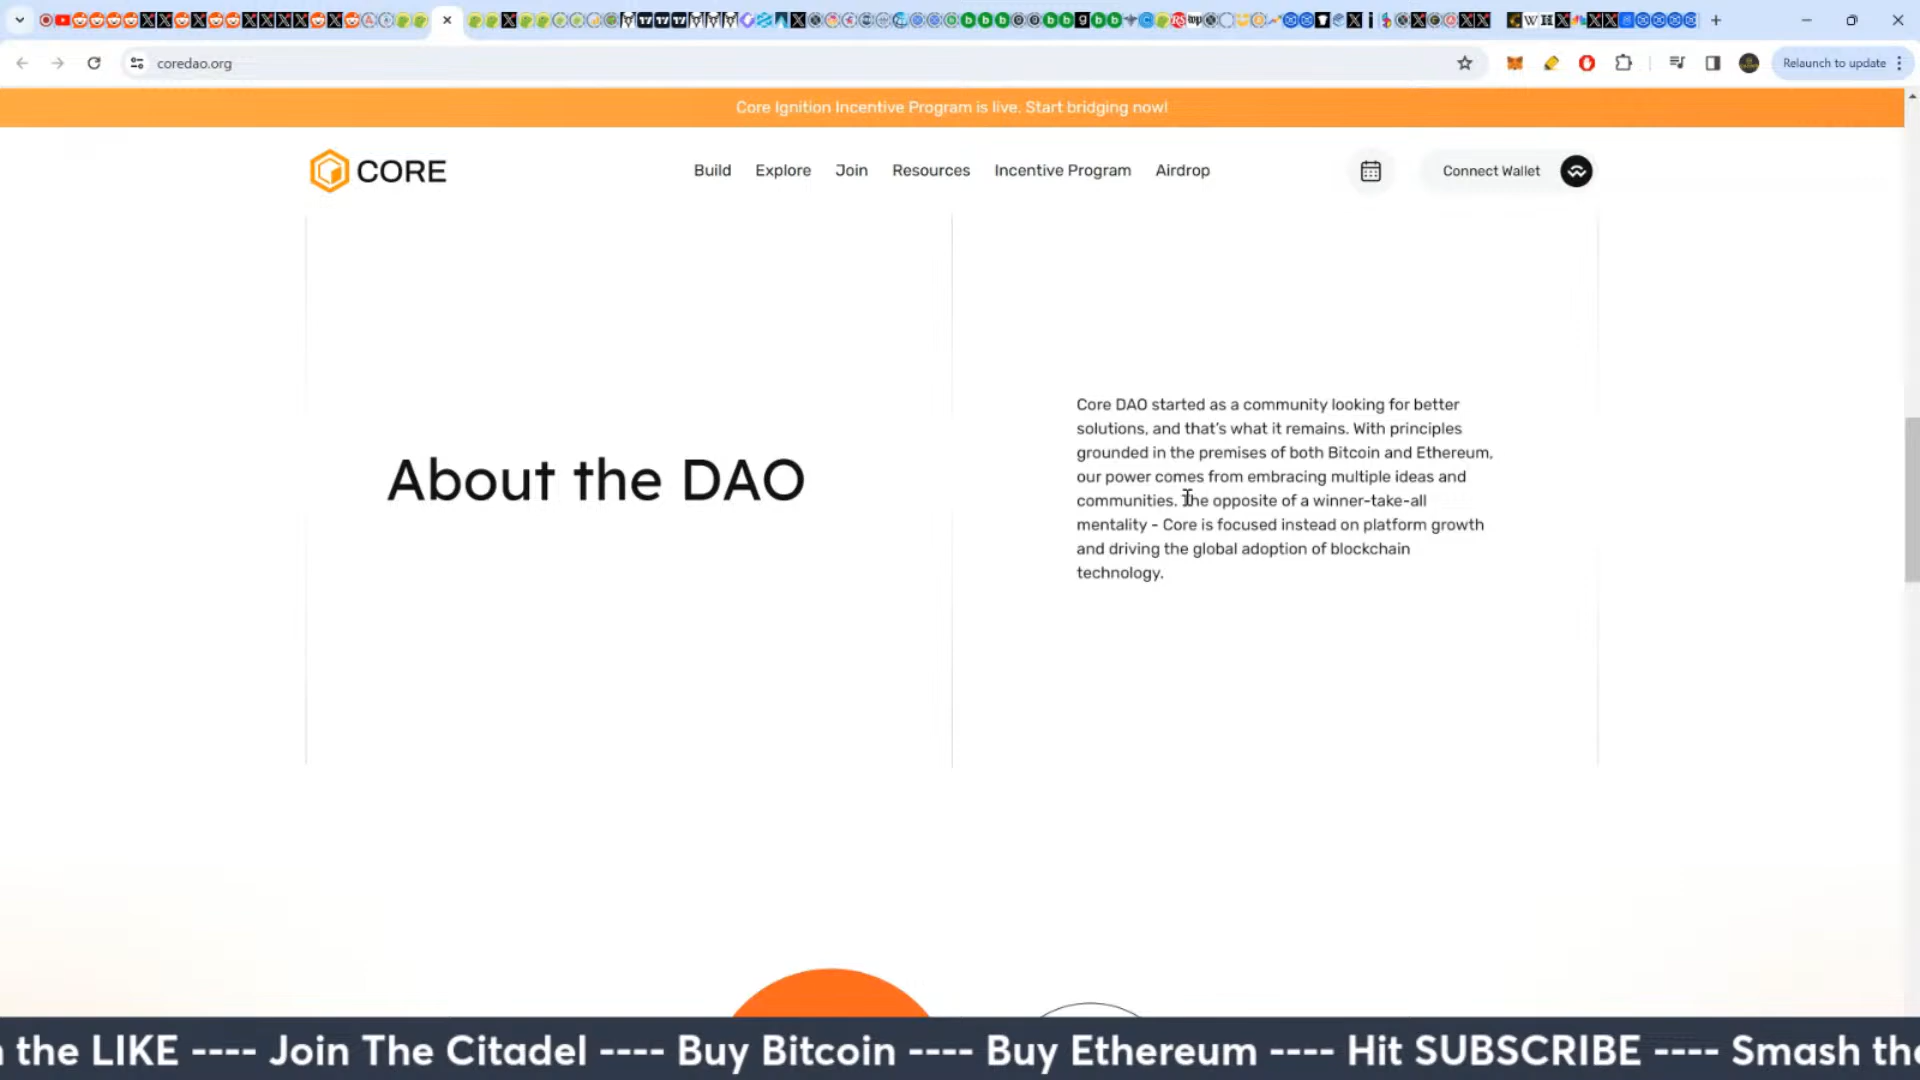 coredao.org
Relaunch to update
Core Ignition Incentive Program is live. Start bridging now!
CORE
Build
Explore
Join
Resources
Incentive Program
Airdrop
Connect Wallet
About the DAO
Core DAO started as a community looking for better
solutions, and that's what it remains. With principles
grounded in the premises of both Bitcoin and Ethereum,
our power comes from embracing multiple ideas and
communities. The opposite of a winner-take-all
mentality - Core is focused instead on platform growth
and driving the global adoption of blockchain
technology.
the LIKE ---- Join The Citadel ---- Buy Bitcoin ---- Buy Ethereum ---- Hit SUBSCRIBE ---- Smash the